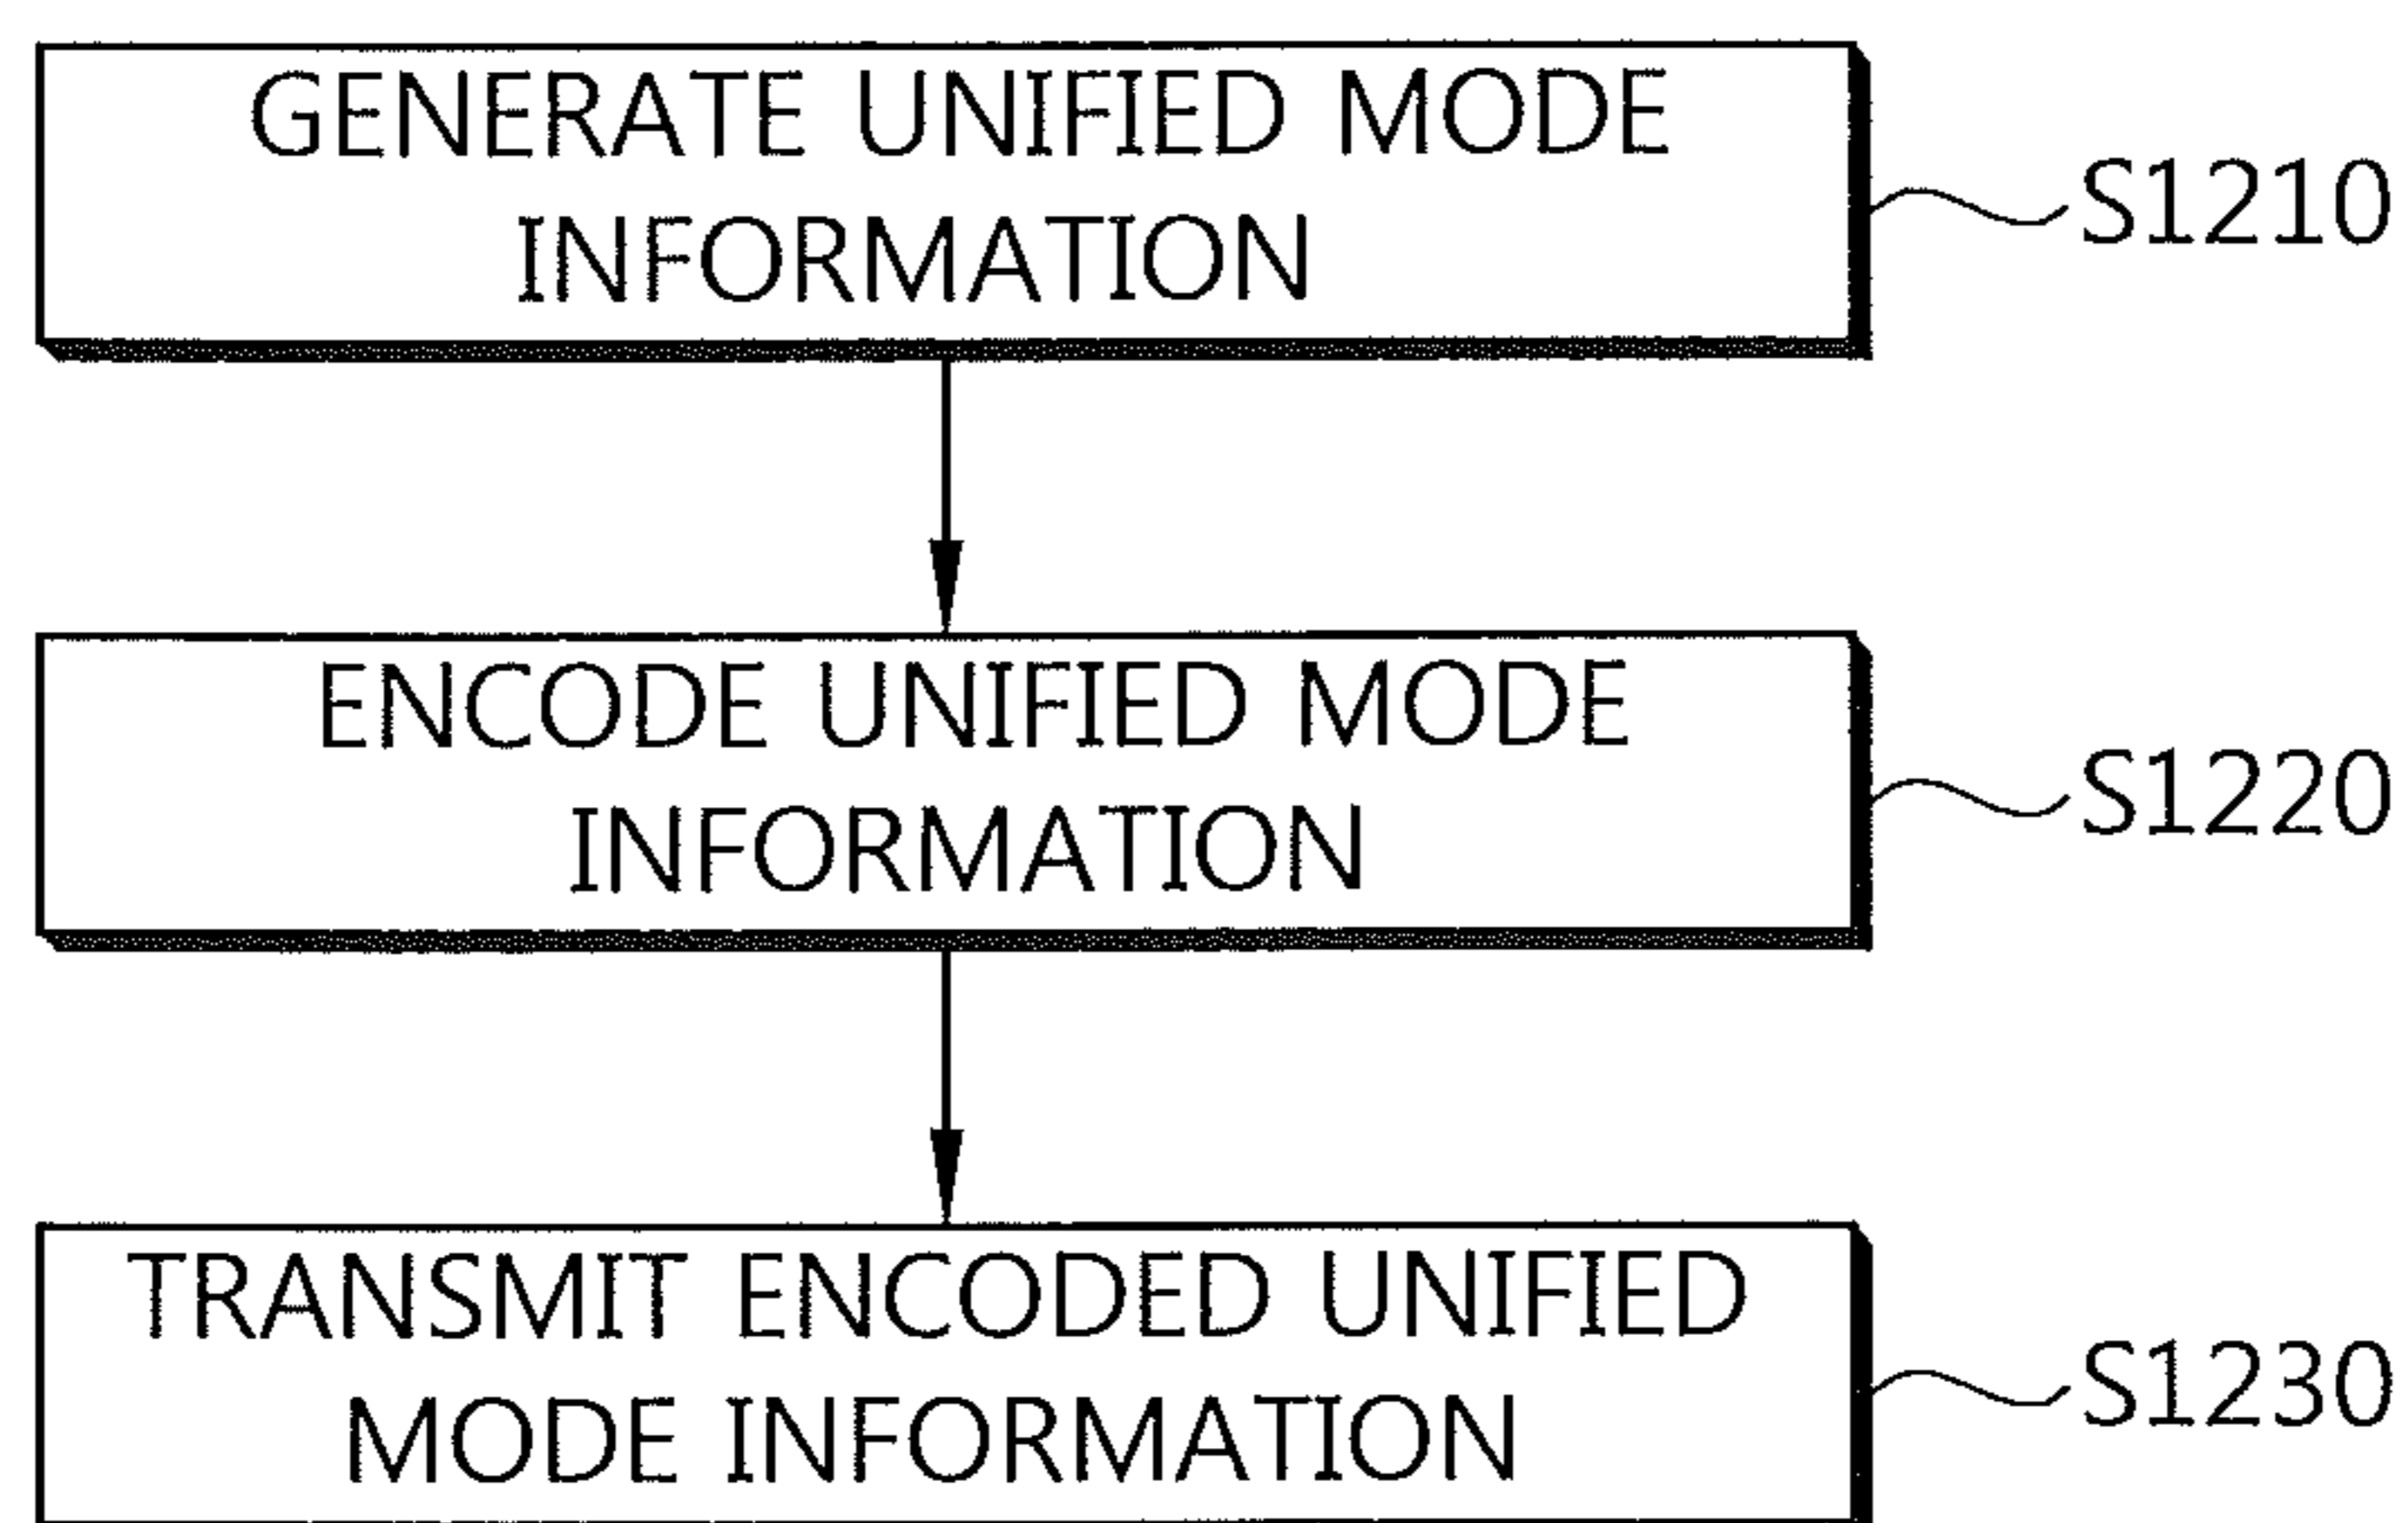 GENERATE UNIFIED MODE
INFORMATION
S1210
ENCODE UNIFIED MODE
INFORMATION
S1220
TRANSMIT ENCODED UNIFIED
MODE INFORMATION
S1230